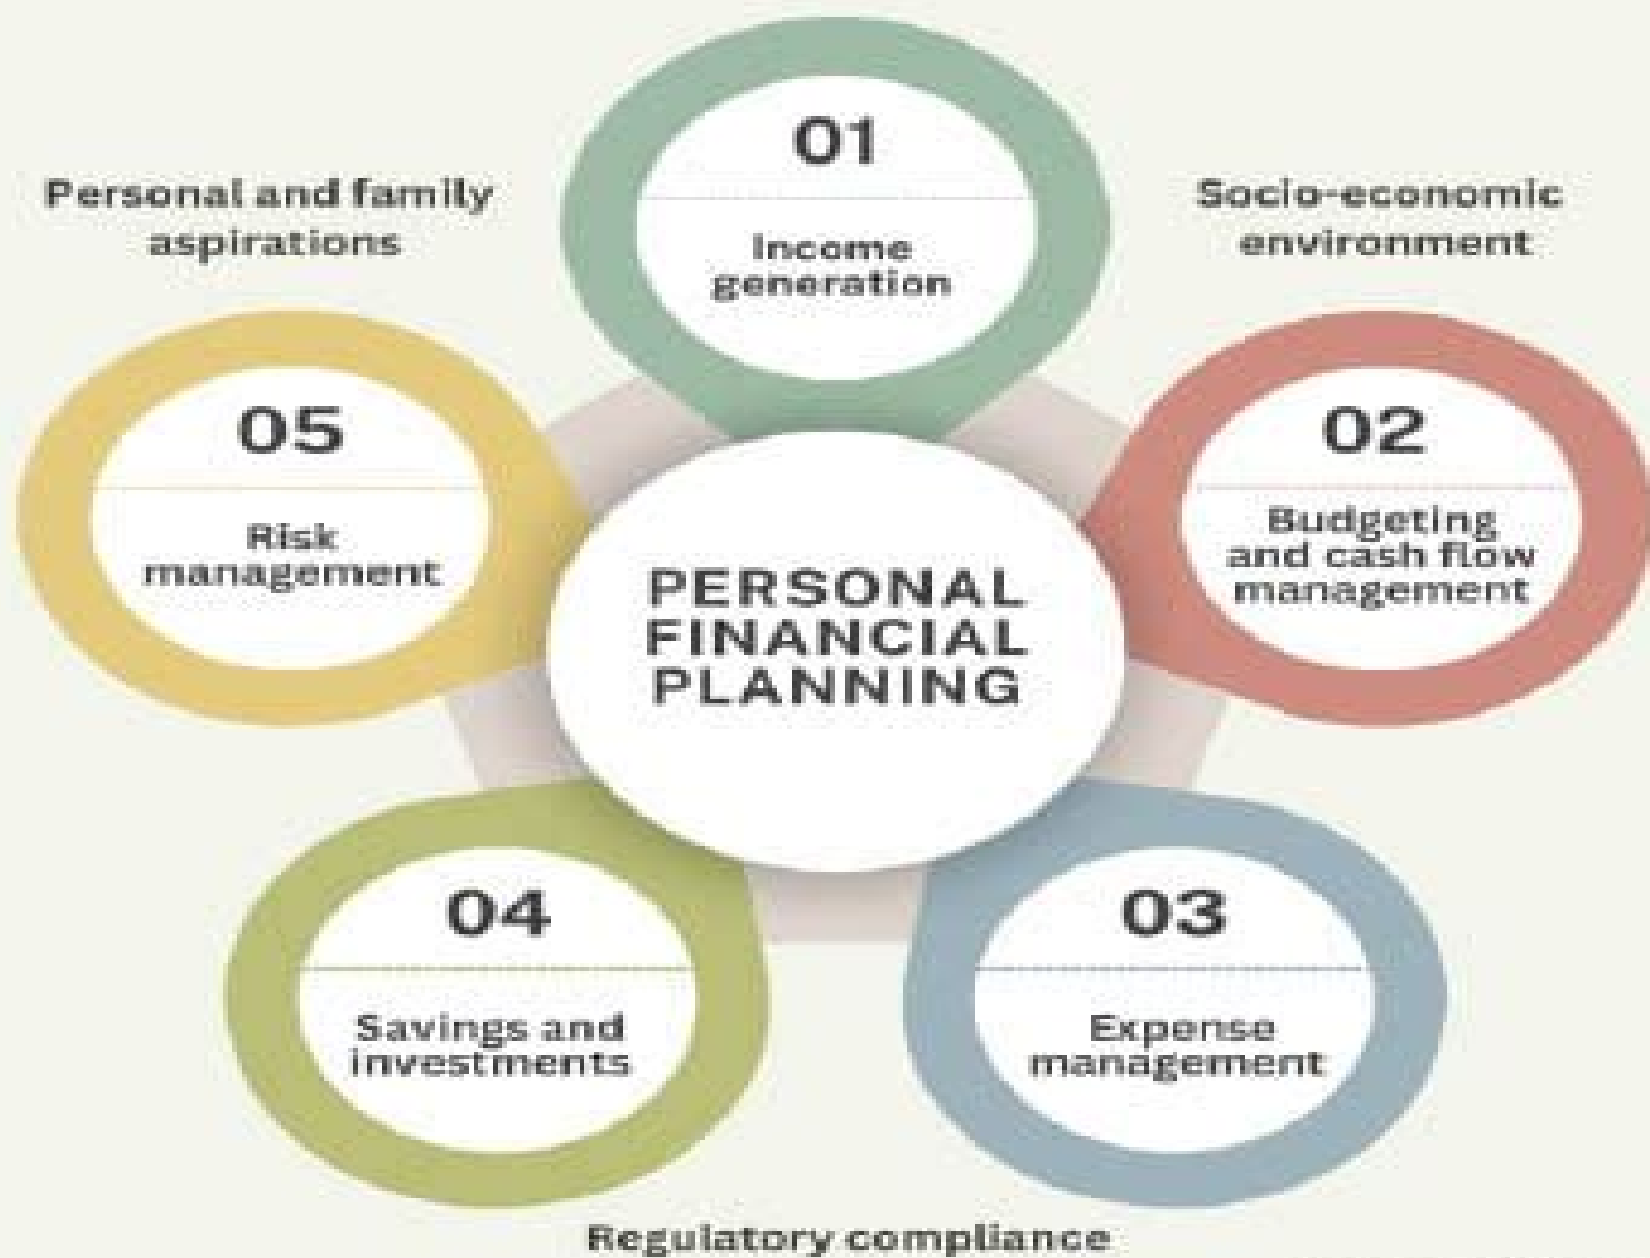 01
Income
generation
Personal and family
aspirations
Socio-economic
environment
05
Risk
management
02
Budgeting
and cash flow
management
PERSONAL
FINANCIAL
PLANNING
04
Savings and
investments
03
Expense
management
Regulatory compliance